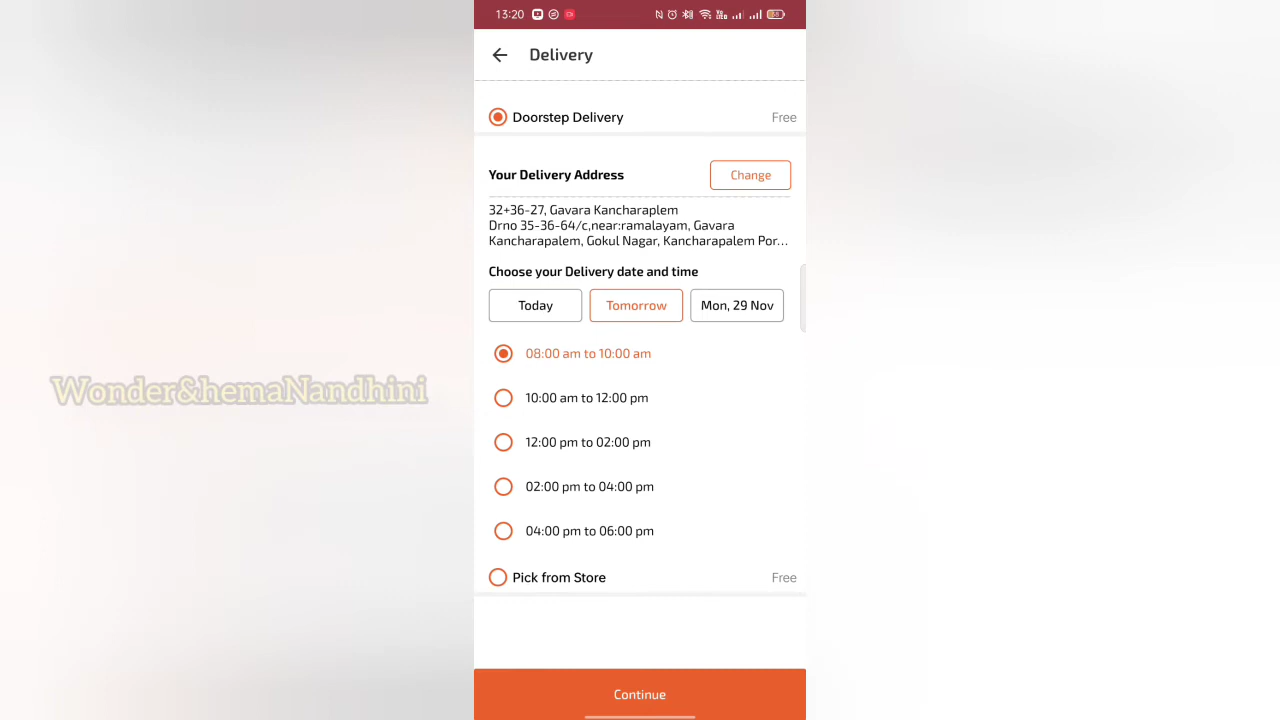 13:20
Delivery
Doorstep Delivery Free
Your Delivery Address Change
32+36-27, Gavara Kancharaplem
Drno 35-36-64/c,near:ramalayam, Gavara
Kancharapalem, Gokul Nagar, Kancharapalem Por...
Choose your Delivery date and time
Today Tomorrow Mon, 29 Nov
08:00 am to 10:00 am
Wonder&hemaNandhini
10:00 am to 12:00 pm
12:00 pm to 02:00 pm
02:00 pm to 04:00 pm
04:00 pm to 06:00 pm
Pick from Store Free
Continue